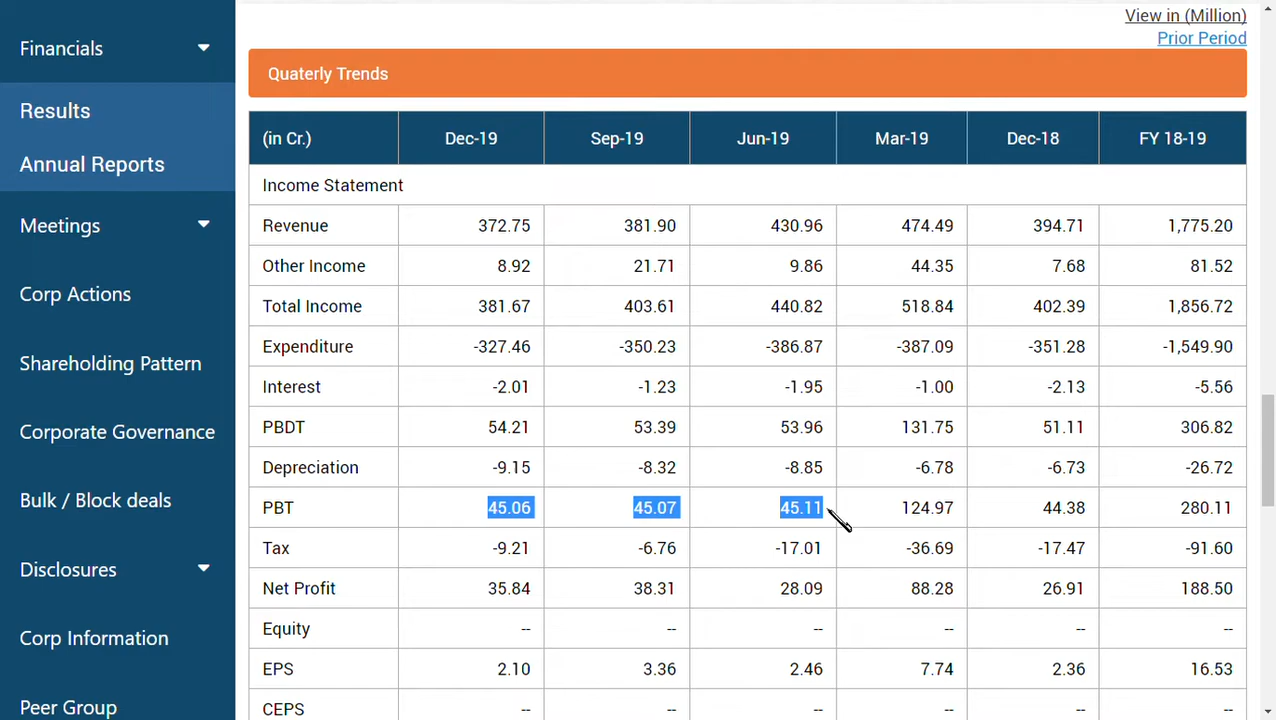 View in (Million)
Prior Period
Financials
Results
Annual Reports
Meetings
Corp Actions
Shareholding Pattern
Corporate Governance
Bulk / Block deals
Disclosures
Corp Information
Peer Group
Quaterly Trends
(in Cr.) Dec-19 Sep-19 Jun-19 Mar-19 Dec-18 FY 18-19
Income Statement
Revenue 372.75 381.90 430.96 474.49 394.71 1,775.20
Other Income 8.92 21.71 9.86 44.35 7.68 81.52
Total Income 381.67 403.61 440.82 518.84 402.39 1,856.72
Expenditure -327.46 -350.23 -386.87 -387.09 -351.28 -1,549.90
Interest -2.01 -1.23 -1.95 -1.00 -2.13 -5.56
PBDT 54.21 53.39 53.96 131.75 51.11 306.82
Depreciation -9.15 -8.32 -8.85 -6.78 -6.73 -26.72
PBT 45.06 45.07 45.11 124.97 44.38 280.11
Tax -9.21 -6.76 -17.01 -36.69 -17.47 -91.60
Net Profit 35.84 38.31 28.09 88.28 26.91 188.50
Equity -- -- -- -- -- --
EPS 2.10 3.36 2.46 7.74 2.36 16.53
CEPS -- -- -- -- -- --